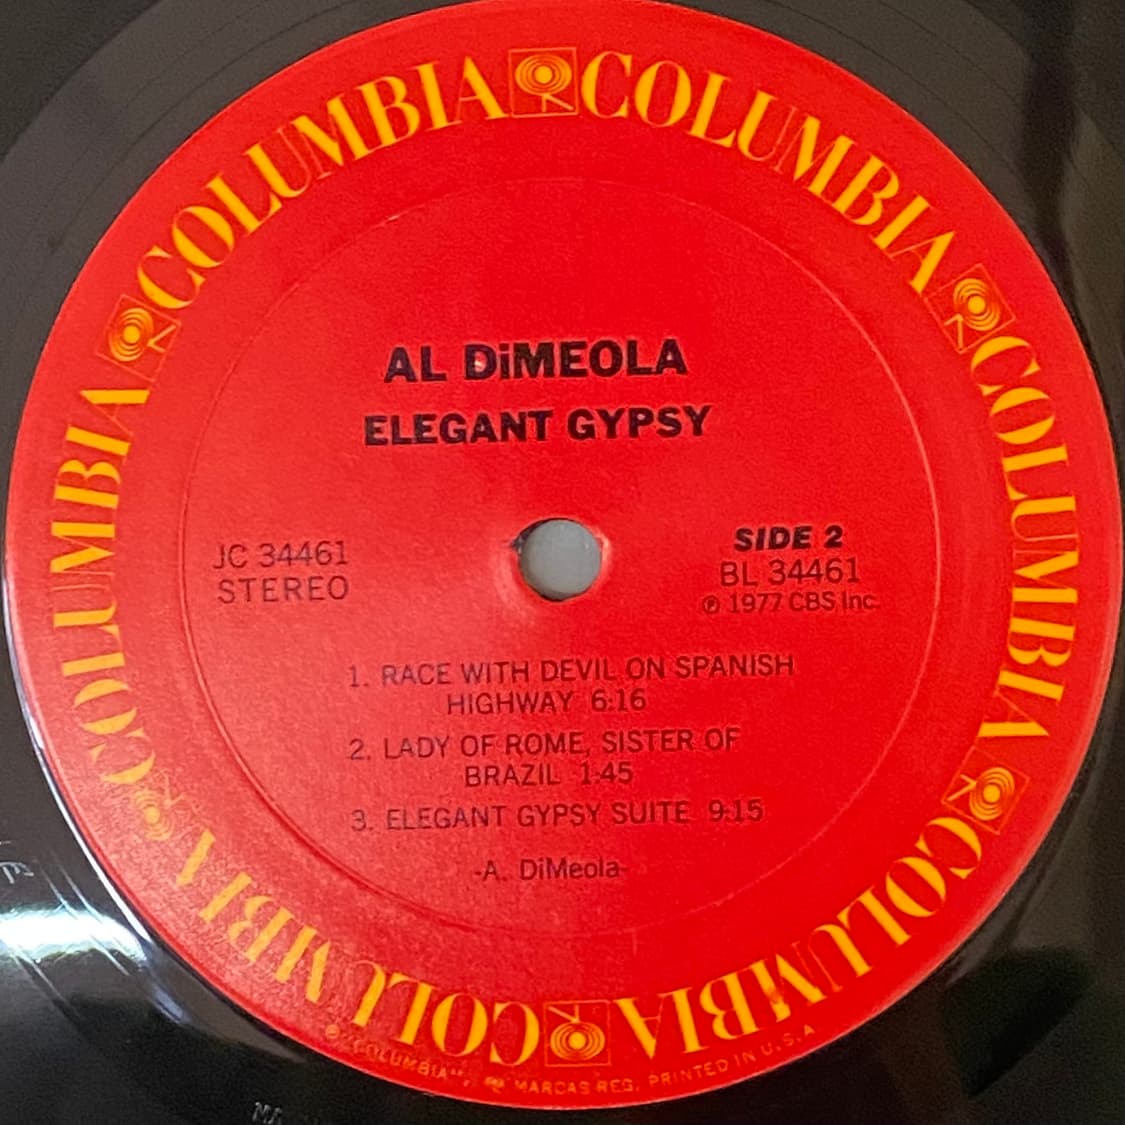 COLUMBIA COLUMBIA COLUMBIA COLUMBIA COLUMBIA COLUMBIA COLUMBIA
AL DiMEOLA
ELEGANT GYPSY
JC 34461
STEREO
SIDE 2
BL 34461
℗ 1977 CBS Inc.
1. RACE WITH DEVIL ON SPANISH
HIGHWAY 6:16
2. LADY OF ROME, SISTER OF
BRAZIL 1:45
3. ELEGANT GYPSY SUITE 9:15
-A. DiMeola-
® "COLUMBIA", MARCAS REG. PRINTED IN U.S.A